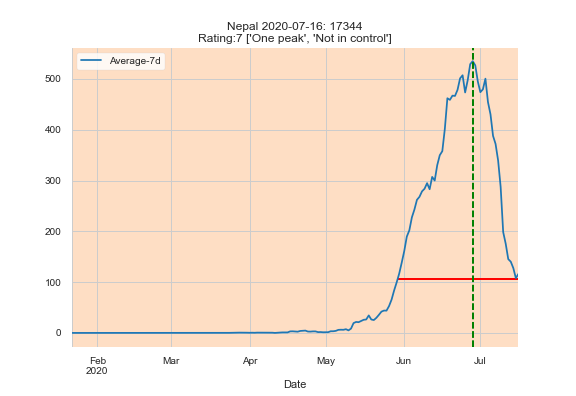 Nepal 2020-07-16: 17344
Rating:7 ['One peak', 'Not in control']
Average-7d
500
400
300
200
100
0
Feb Mar Apr May Jun Jul
2020
Date